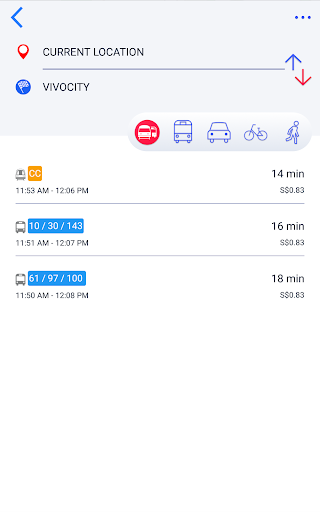 CURRENT LOCATION
VIVOCITY
CC
14 min
11:53 AM - 12:06 PM
S$0.83
10 / 30 / 143
16 min
11:51 AM - 12:07 PM
S$0.83
61 / 97 / 100
18 min
11:50 AM - 12:08 PM
S$0.83